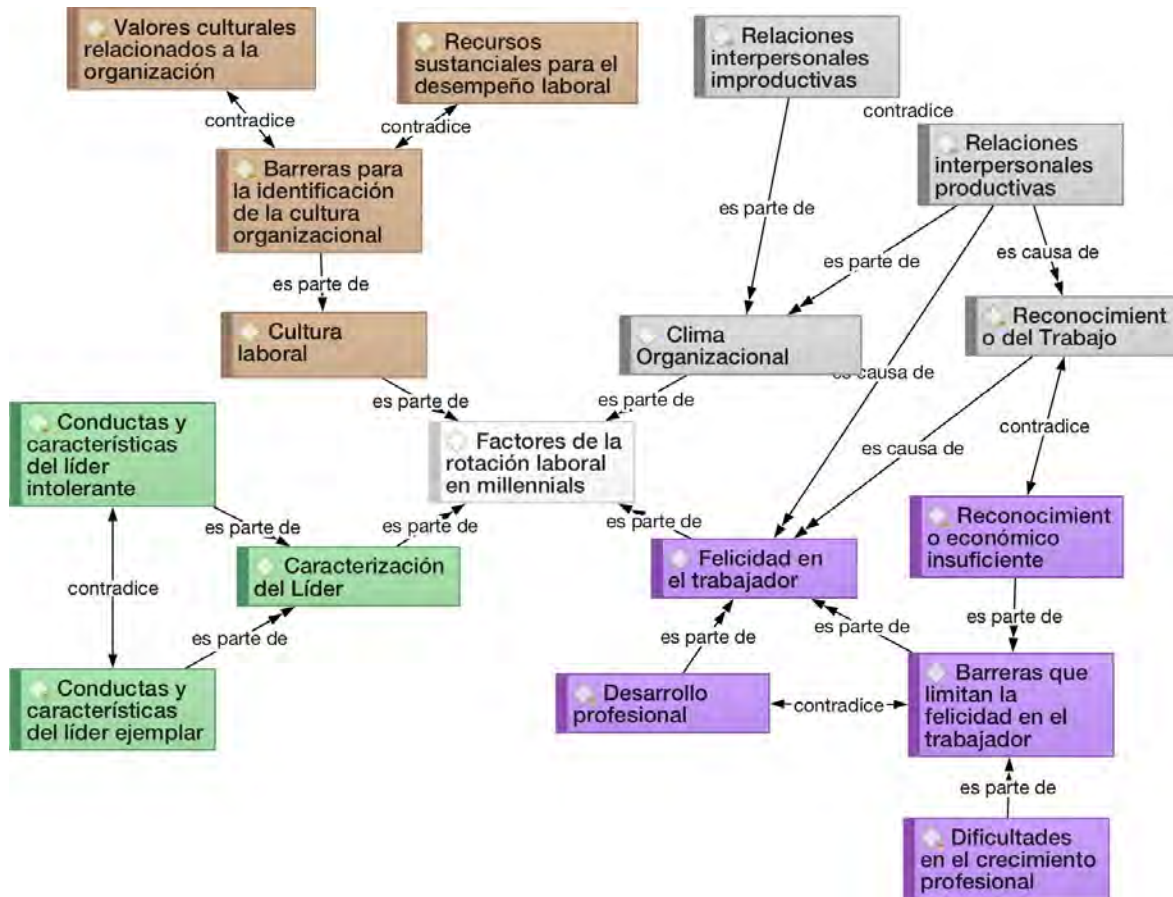 Valores culturales
relacionados a la
organización
Recursos
sustanciales para el
desempeño laboral
Relaciones
interpersonales
improductivas
contradice
contradice
contradice
Barreras para
la identificación
de la cultura
organizacional
Relaciones
interpersonales
productivas
es parte de
es parte de
es parte de
es causa de
Cultura
laboral
Clima
Organizacional
Reconocimient
o del Trabajo
es causa de
es parte de
es parte de
Conductas y
características
del líder
intolerante
Factores de la
rotación laboral
en millennials
contradice
es causa de
es parte de
es parte de
es parte de
Reconocimient
o económico
insuficiente
Caracterización
del Líder
Felicidad en
el trabajador
contradice
es parte de
es parte de
es parte de
es parte de
Conductas y
características
del líder ejemplar
Desarrollo
profesional
contradice
Barreras que
limitan la
felicidad en el
trabajador
es parte de
Dificultades
en el crecimiento
profesional